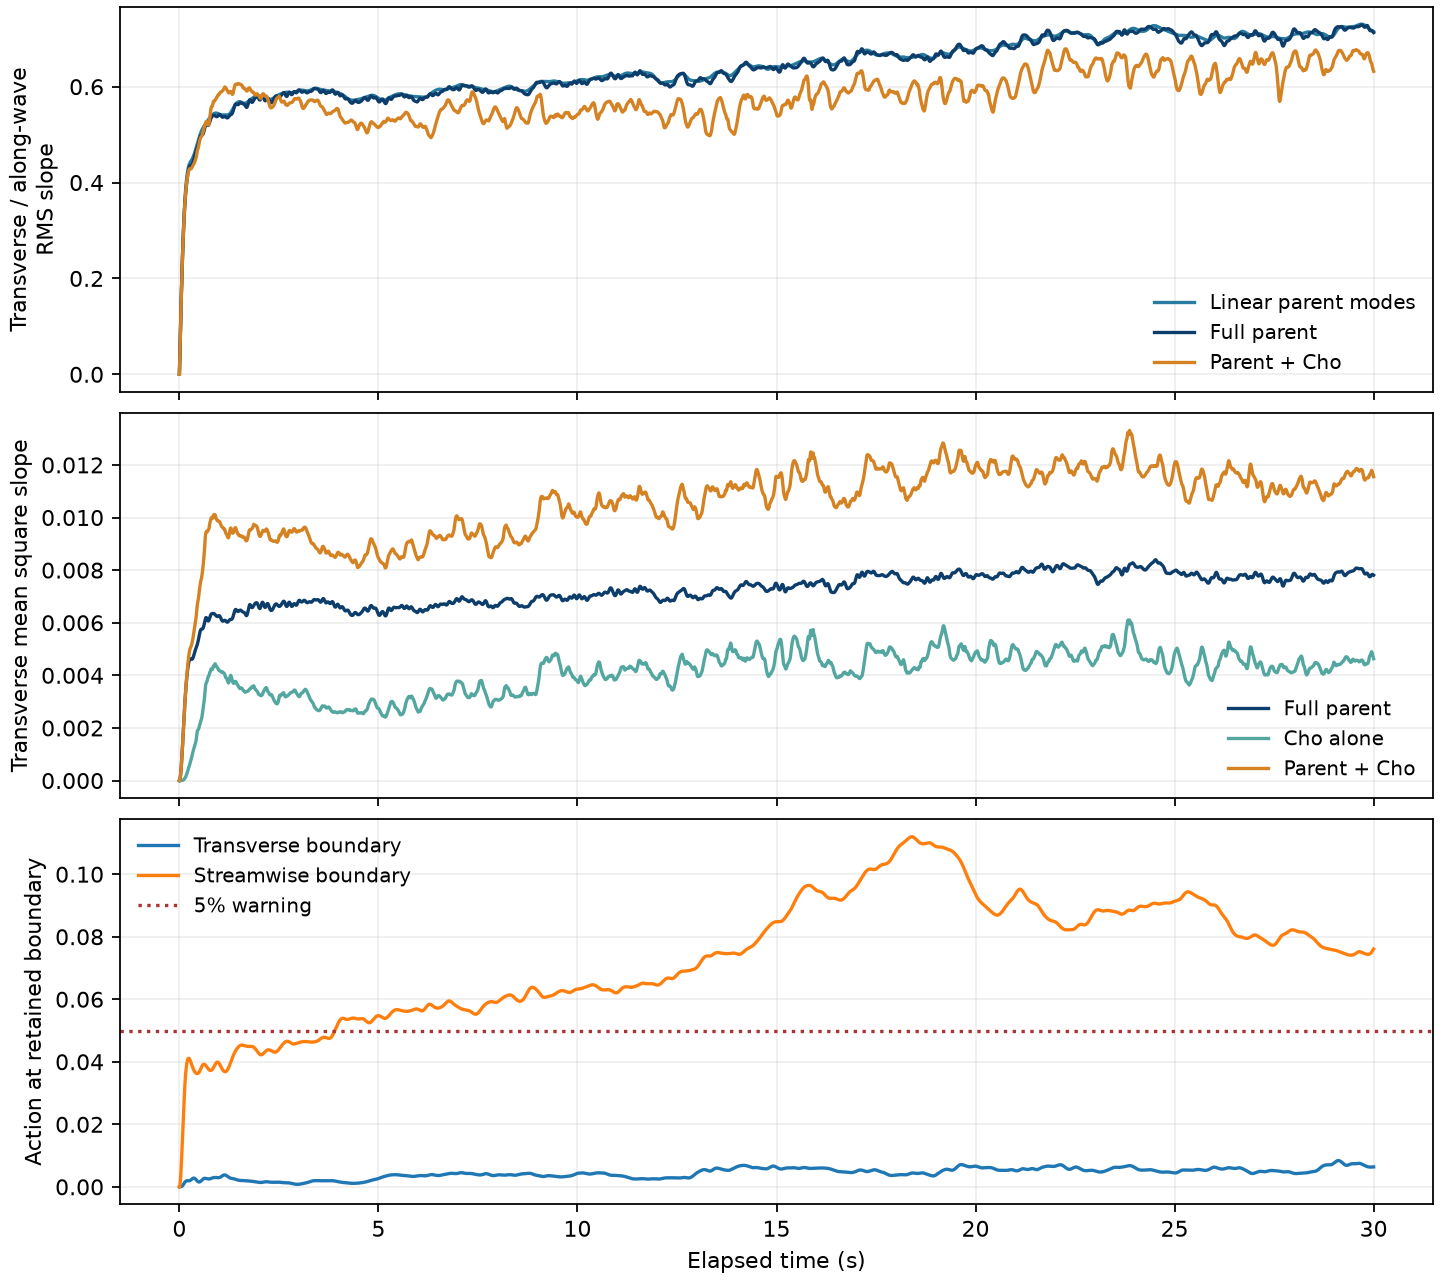 Transverse / along-wave
RMS slope
0.6
0.4
0.2
0.0
Linear parent modes
Full parent
Parent + Cho
Transverse mean square slope
0.012
0.010
0.008
0.006
0.004
0.002
0.000
Full parent
Cho alone
Parent + Cho
Action at retained boundary
0.10
0.08
0.06
0.04
0.02
0.00
Transverse boundary
Streamwise boundary
5% warning
0 5 10 15 20 25 30
Elapsed time (s)